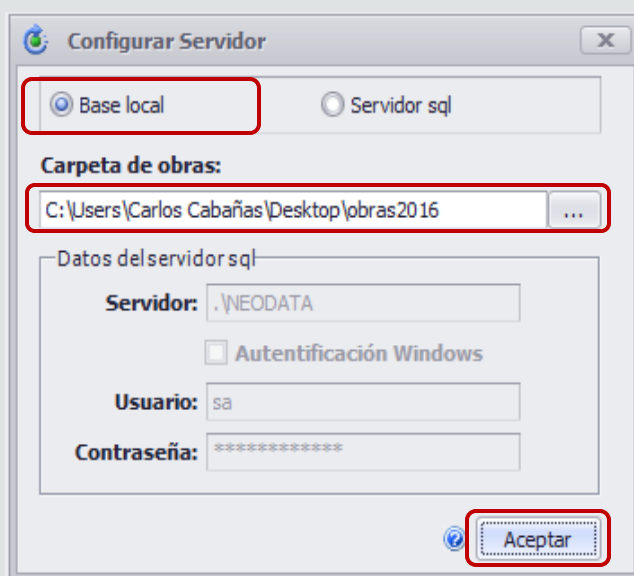 Configurar Servidor
Base local Servidor sql
Carpeta de obras:
C:\Users\Carlos Cabañas\Desktop\obras2016 ...
Datos del servidor sql
Servidor: .\NEODATA
Autentificación Windows
Usuario: sa
Contraseña: ************
Aceptar